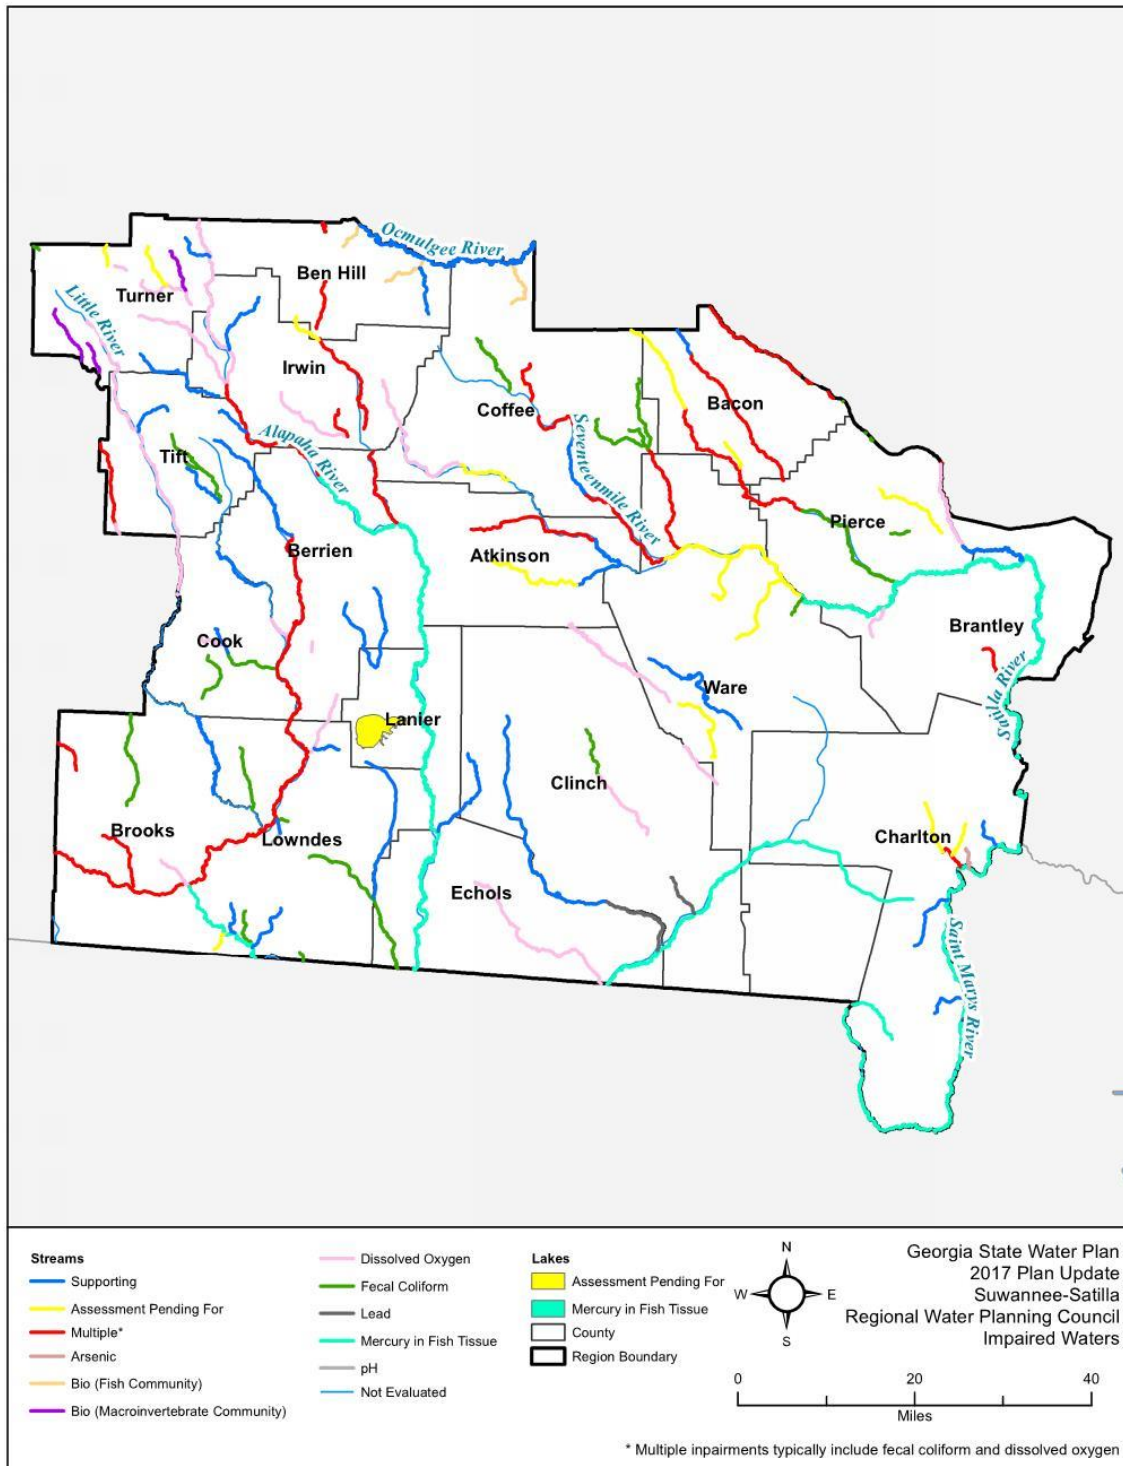 Ocmulgee River
Ben Hill
Turner
Little River
Irwin
Coffee
Bacon
Seventeenmile River
Alapaha River
Tift
Pierce
Berrien
Atkinson
Brantley
Cook
Ware
Satilla River
Lanier
Clinch
Brooks
Lowndes
Charlton
Echols
Saint Marys River
Streams
Supporting
Assessment Pending For
Multiple*
Arsenic
Bio (Fish Community)
Bio (Macroinvertebrate Community)
Dissolved Oxygen
Fecal Coliform
Lead
Mercury in Fish Tissue
pH
Not Evaluated
Lakes
Assessment Pending For
Mercury in Fish Tissue
County
Region Boundary
N
W E
S
Georgia State Water Plan
2017 Plan Update
Suwannee-Satilla
Regional Water Planning Council
Impaired Waters
0 20 40
Miles
* Multiple inpairments typically include fecal coliform and dissolved oxygen